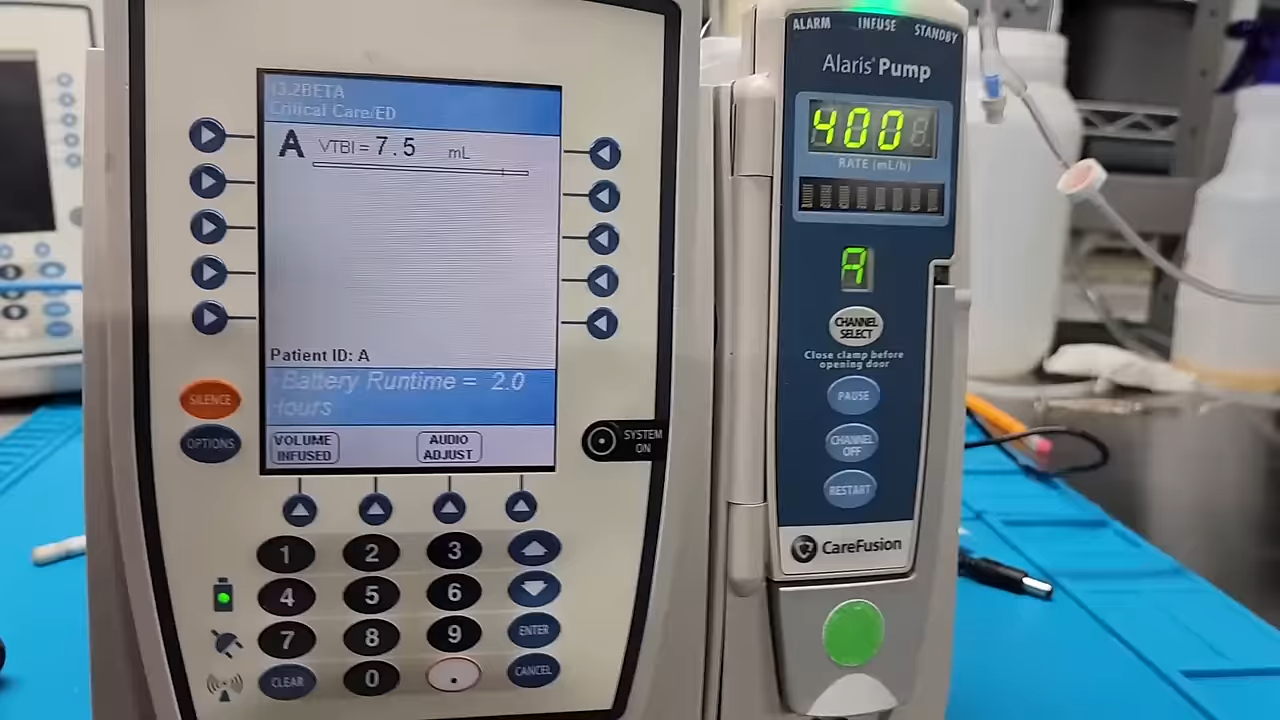 13.2BETA
Critical Care/ED
A VTBI = 7.5 mL
Patient ID: A
Battery Runtime = 2.0
Hours
VOLUME
INFUSED
AUDIO
ADJUST
SILENCE
OPTIONS
SYSTEM
ON
1 2 3
4 5 6
ENTER
7 8 9
CLEAR 0 . CANCEL
ALARM INFUSE STANDBY
Alaris® Pump
400
RATE (mL/h)
A
CHANNEL
SELECT
Close clamp before
opening door
PAUSE
CHANNEL
OFF
RESTART
CareFusion